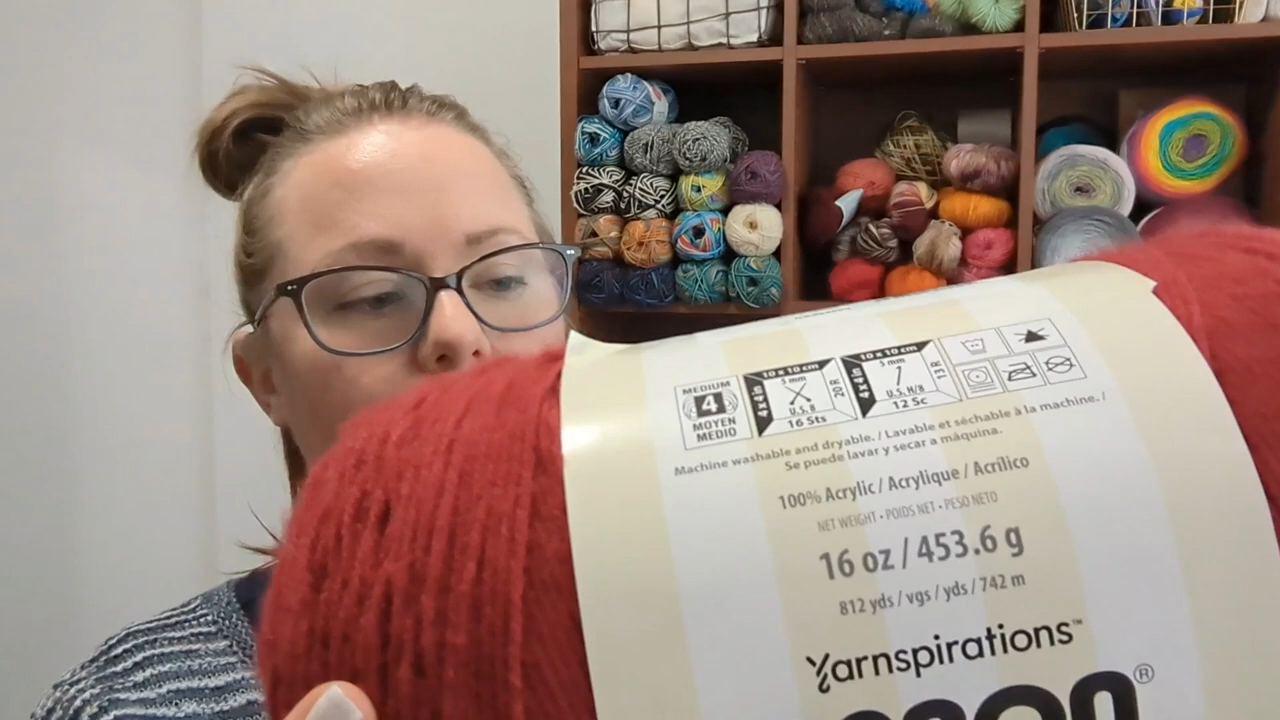 MEDIUM
4
MOYEN
MEDIO
10 x 10 cm
4x4in
5 mm
20 R
U.S. 8
16 Sts
10 x 10 cm
4x4in
5 mm
13 R
U.S. H/8
12 Sc
Machine washable and dryable. / Lavable et séchable à la machine. /
Se puede lavar y secar a máquina.
100% Acrylic / Acrylique / Acrílico
NET WEIGHT • POIDS NET • PESO NETO
16 oz / 453.6 g
812 yds / vgs / yds / 742 m
Yarnspirations™